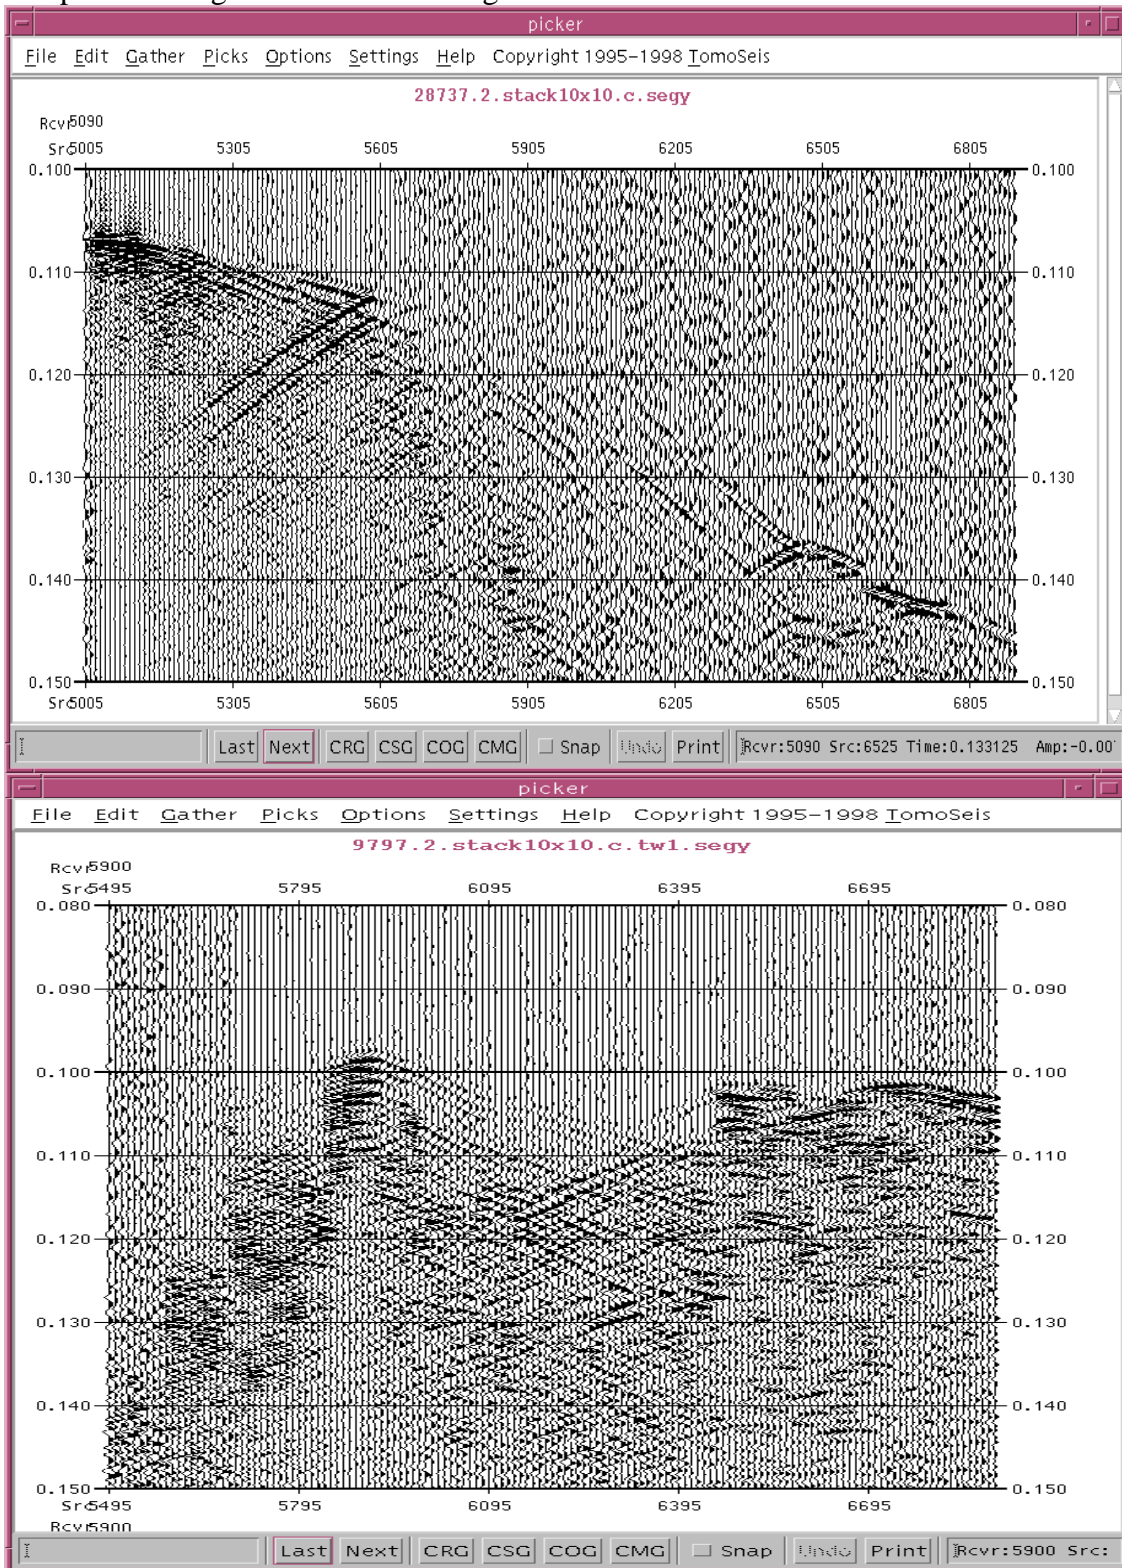 picker
File Edit Gather Picks Options Settings Help Copyright 1995-1998 TomoSeis
28737.2.stack10x10.c.segy
Rcvr5090
Src5005 5305 5605 5905 6205 6505 6805
0.100 0.100
0.110 0.110
0.120 0.120
0.130 0.130
0.140 0.140
0.150 0.150
Src5005 5305 5605 5905 6205 6505 6805
Last Next CRG CSG COG CMG Snap Undo Print Rcvr:5090 Src:6525 Time:0.133125 Amp:-0.00
picker
File Edit Gather Picks Options Settings Help Copyright 1995-1998 TomoSeis
9797.2.stack10x10.c.tw1.segy
Rcvr5900
Src5495 5795 6095 6395 6695
0.080 0.080
0.090 0.090
0.100 0.100
0.110 0.110
0.120 0.120
0.130 0.130
0.140 0.140
0.150 0.150
Src5495 5795 6095 6395 6695
Rcvr5900
Last Next CRG CSG COG CMG Snap Undo Print Rcvr:5900 Src: